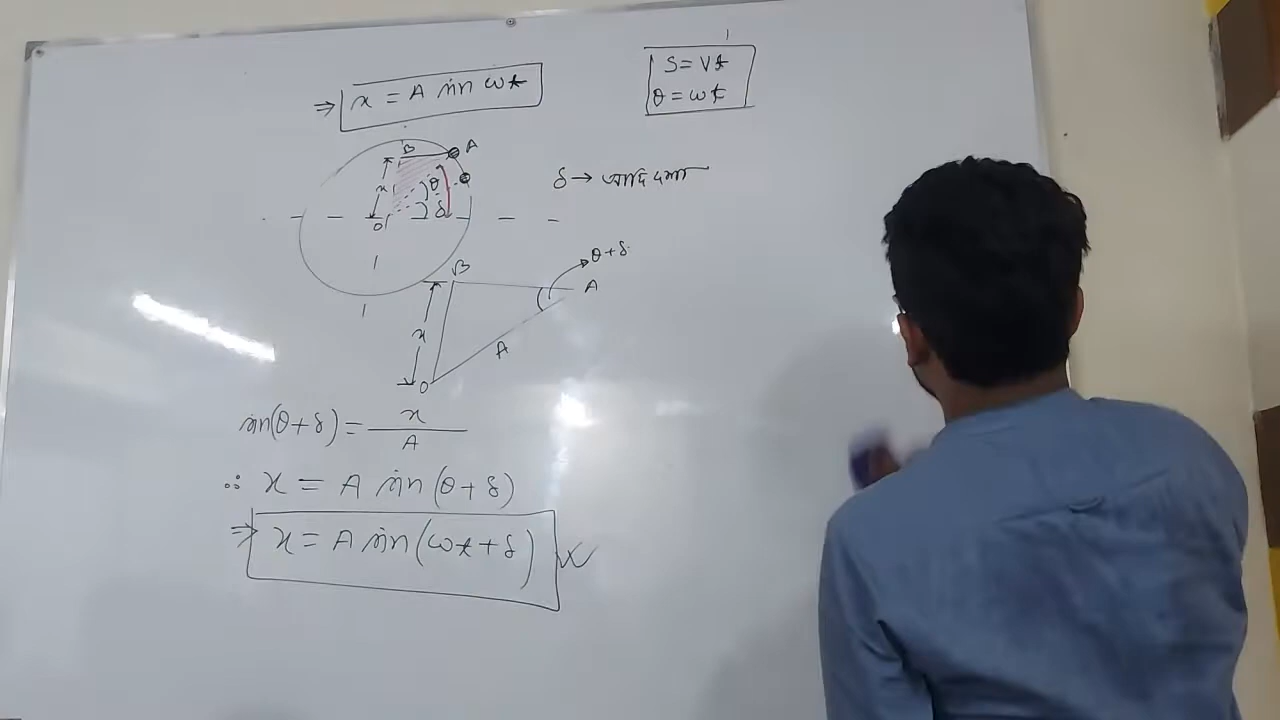 ⇒ x = A sin ωt
S = Vt
θ = ωt
B
A
x
θ
δ
O
δ → আদি দশা
B
θ+δ
A
x
A
O
sin(θ+δ) = x/A
∴ x = A sin(θ+δ)
⇒ x = A sin(ωt+δ)